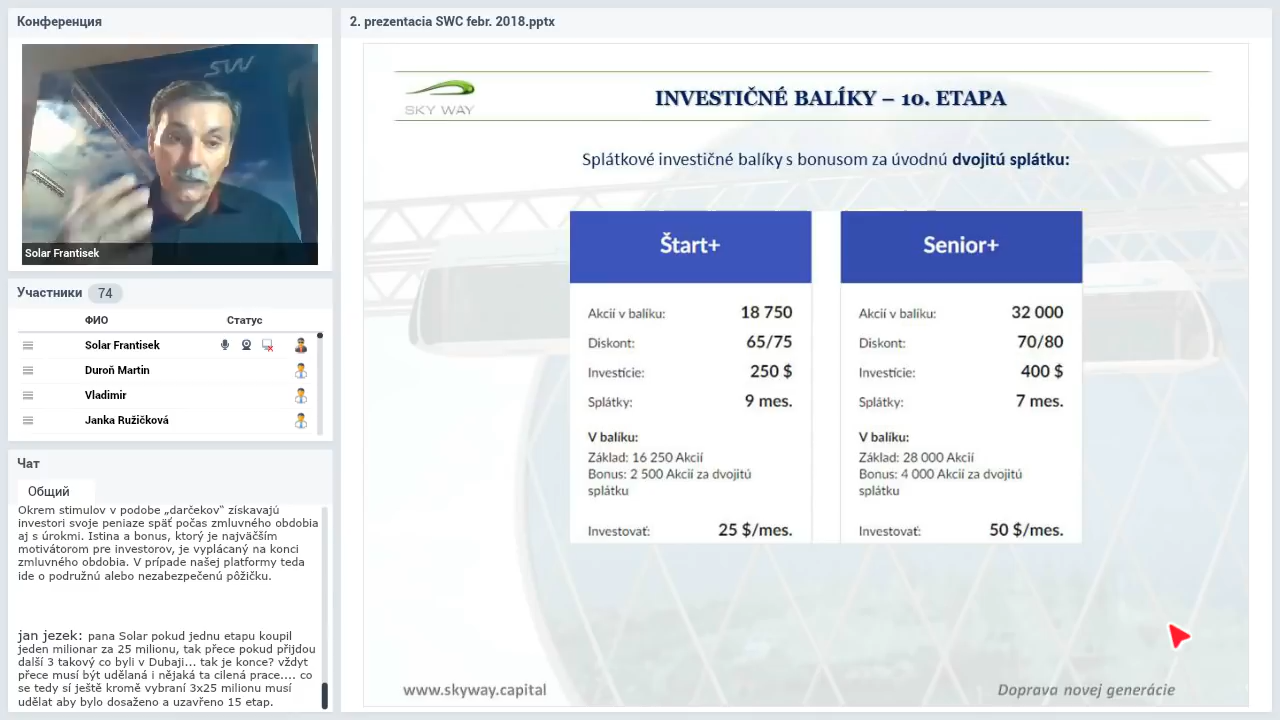 Конференция
SW
Solar Frantisek
Участники 74
ФИО Статус
Solar Frantisek
Duroň Martin
Vladimir
Janka Ružičková
Чат
Общий
Okrem stimulov v podobe „darčekov“ získavajú
investori svoje peniaze späť počas zmluvného obdobia
aj s úrokmi. Istina a bonus, ktorý je najväčším
motivátorom pre investorov, je vyplácaný na konci
zmluvného obdobia. V prípade našej platformy teda
ide o podružnú alebo nezabezpečenú pôžičku.
jan jezek: pana Solar pokud jednu etapu koupil
jeden milionar za 25 milionu, tak přece pokud přijdou
další 3 takový co byli v Dubaji... tak je konce? vždyt
přece musí být udělaná i nějaká ta cilená prace.... co
se tedy sí ještě kromě vybraní 3x25 milionu musí
udělat aby bylo dosaženo a uzavřeno 15 etap.
2. prezentacia SWC febr. 2018.pptx
SKY WAY
INVESTIČNÉ BALÍKY – 10. ETAPA
Splátkové investičné balíky s bonusom za úvodnú dvojitú splátku:
Štart+
Akcií v balíku: 18 750
Diskont: 65/75
Investície: 250 $
Splátky: 9 mes.
V balíku:
Základ: 16 250 Akcií
Bonus: 2 500 Akcií za dvojitú
splátku
Investovať: 25 $/mes.
Senior+
Akcií v balíku: 32 000
Diskont: 70/80
Investície: 400 $
Splátky: 7 mes.
V balíku:
Základ: 28 000 Akcií
Bonus: 4 000 Akcií za dvojitú
splátku
Investovať: 50 $/mes.
www.skyway.capital
Doprava novej generácie